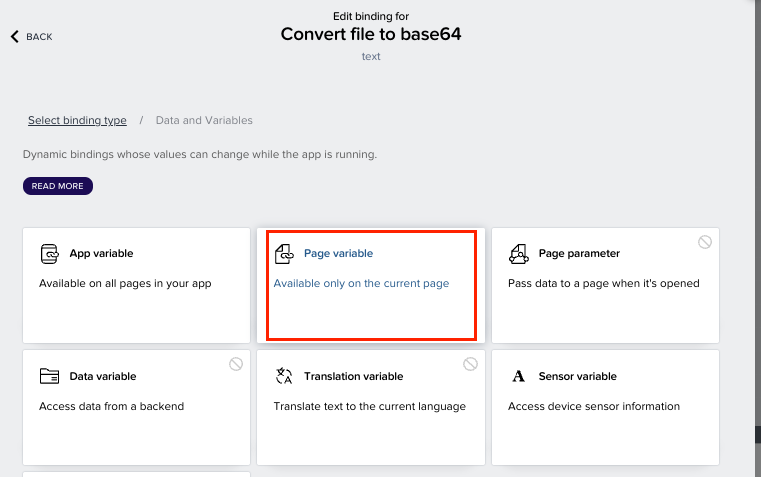 Edit binding for
BACK
Convert file to base64
text
Select binding type / Data and Variables
Dynamic bindings whose values can change while the app is running.
READ MORE
App variable
Available on all pages in your app
Page variable
Available only on the current page
Page parameter
Pass data to a page when it's opened
Data variable
Access data from a backend
Translation variable
Translate text to the current language
Sensor variable
Access device sensor information